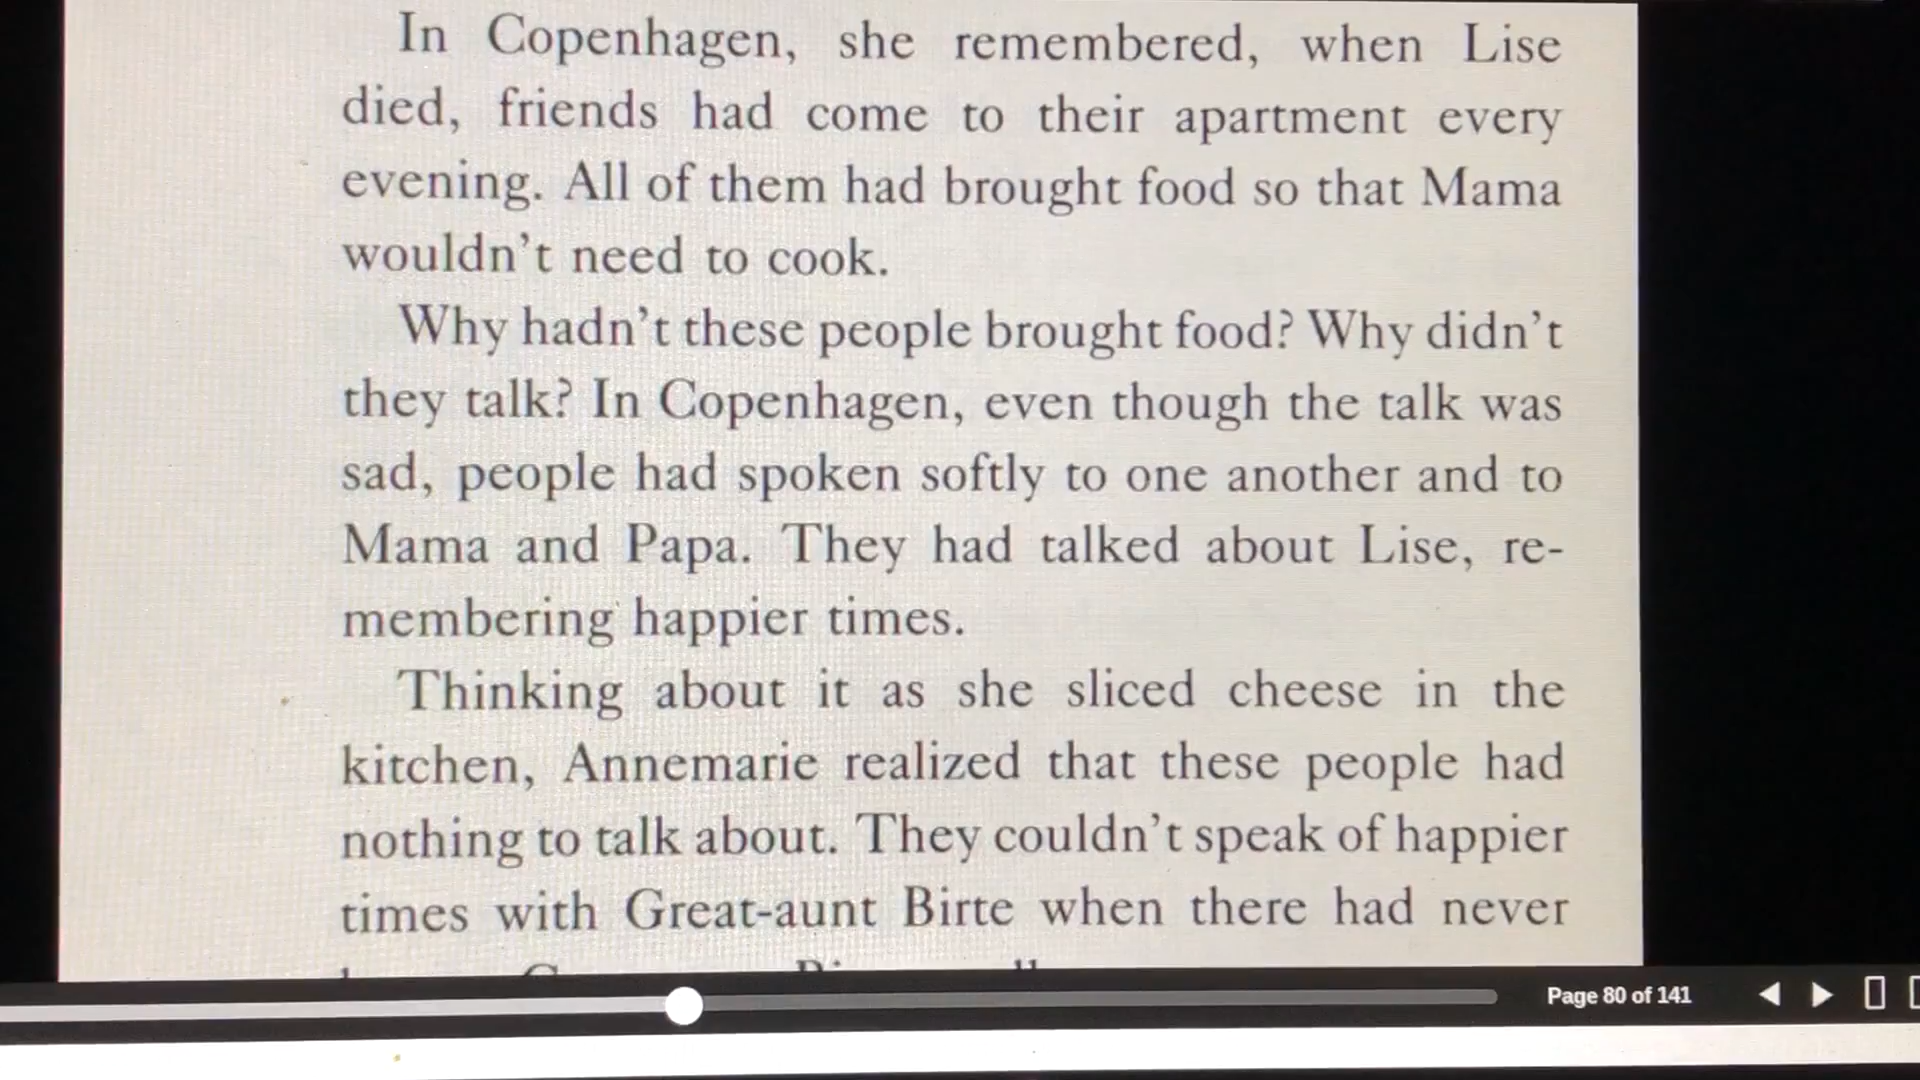 In Copenhagen, she remembered, when Lise
died, friends had come to their apartment every
evening. All of them had brought food so that Mama
wouldn't need to cook.
Why hadn't these people brought food? Why didn't
they talk? In Copenhagen, even though the talk was
sad, people had spoken softly to one another and to
Mama and Papa. They had talked about Lise, re-
membering happier times.
Thinking about it as she sliced cheese in the
kitchen, Annemarie realized that these people had
nothing to talk about. They couldn't speak of happier
times with Great-aunt Birte when there had never
Page 80 of 141